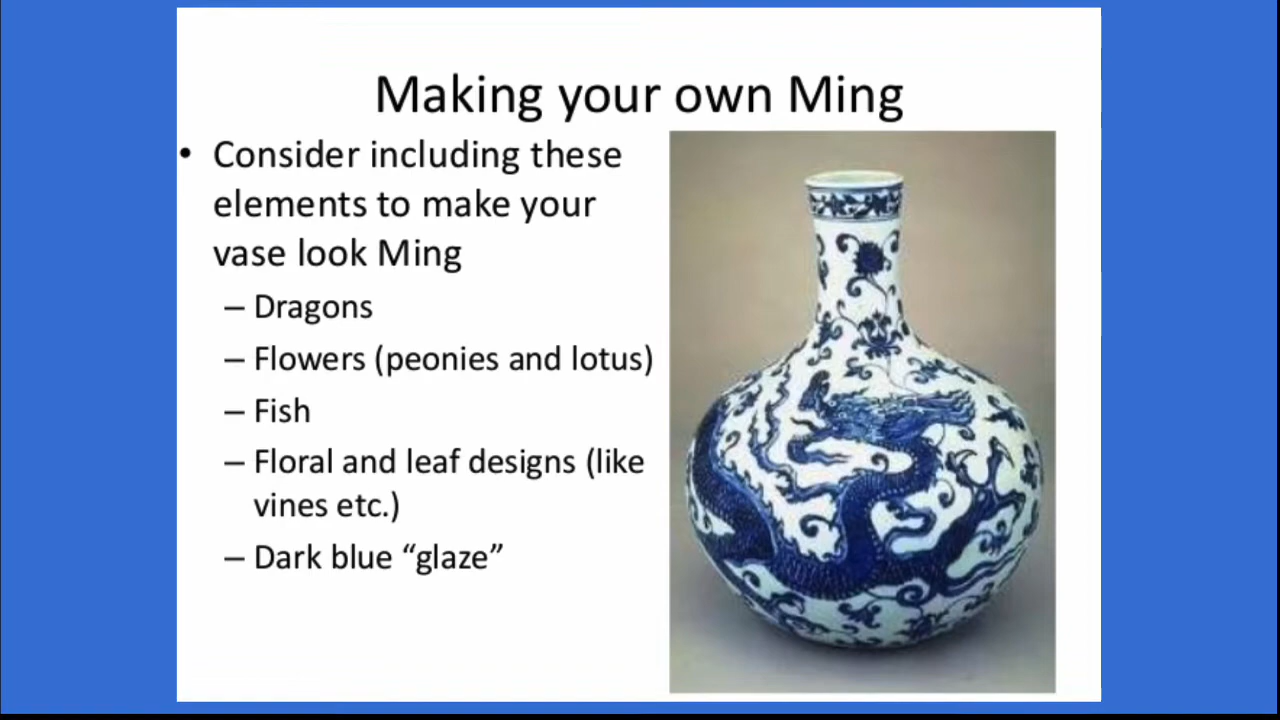 Making your own Ming
• Consider including these
elements to make your
vase look Ming
– Dragons
– Flowers (peonies and lotus)
– Fish
– Floral and leaf designs (like
vines etc.)
– Dark blue “glaze”